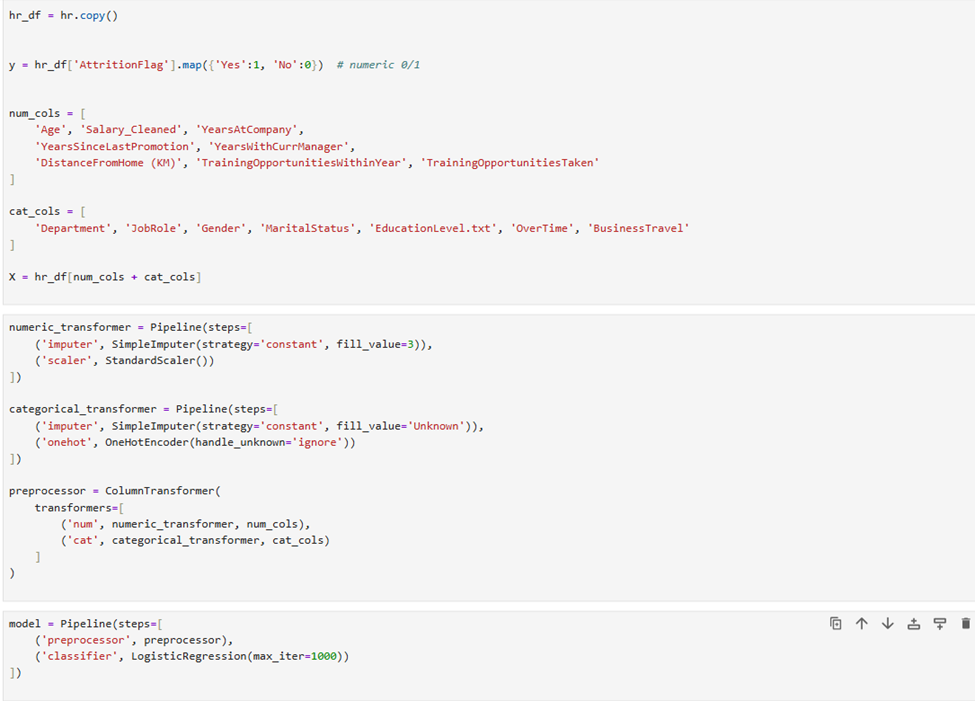 hr_df = hr.copy()
y = hr_df['AttritionFlag'].map({'Yes':1, 'No':0})  # numeric 0/1
num_cols = [
    'Age', 'Salary_Cleaned', 'YearsAtCompany',
    'YearsSinceLastPromotion', 'YearsWithCurrManager',
    'DistanceFromHome (KM)', 'TrainingOpportunitiesWithinYear', 'TrainingOpportunitiesTaken'
]
cat_cols = [
    'Department', 'JobRole', 'Gender', 'MaritalStatus', 'EducationLevel.txt', 'OverTime', 'BusinessTravel'
]
X = hr_df[num_cols + cat_cols]
numeric_transformer = Pipeline(steps=[
    ('imputer', SimpleImputer(strategy='constant', fill_value=3)),
    ('scaler', StandardScaler())
])
categorical_transformer = Pipeline(steps=[
    ('imputer', SimpleImputer(strategy='constant', fill_value='Unknown')),
    ('onehot', OneHotEncoder(handle_unknown='ignore'))
])
preprocessor = ColumnTransformer(
    transformers=[
        ('num', numeric_transformer, num_cols),
        ('cat', categorical_transformer, cat_cols)
    ]
)
model = Pipeline(steps=[
    ('preprocessor', preprocessor),
    ('classifier', LogisticRegression(max_iter=1000))
])